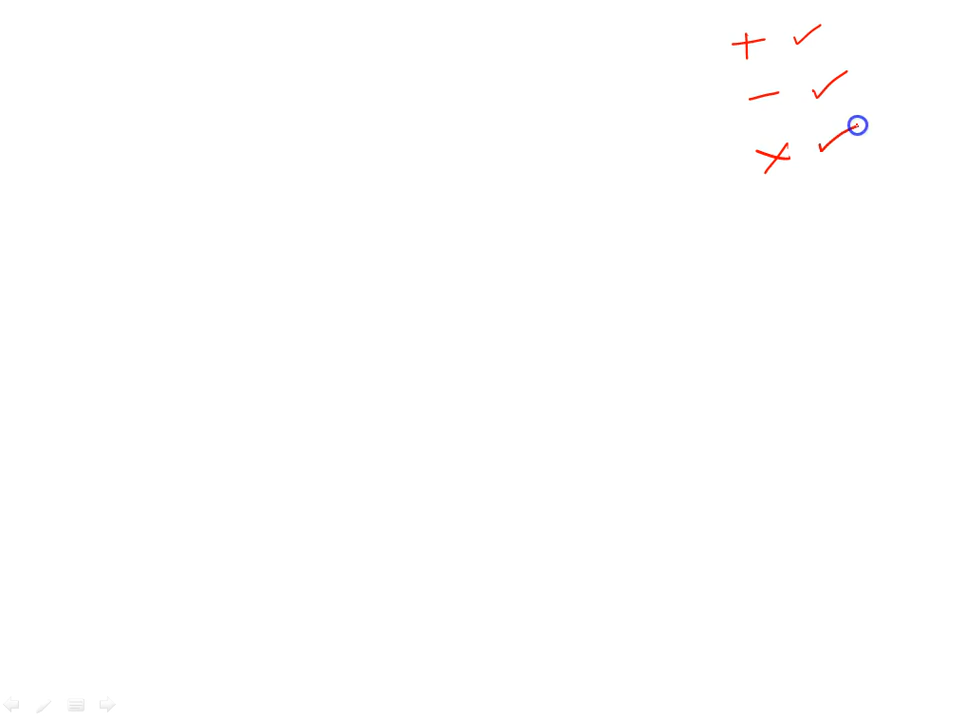 + ✓
− ✓
× ✓